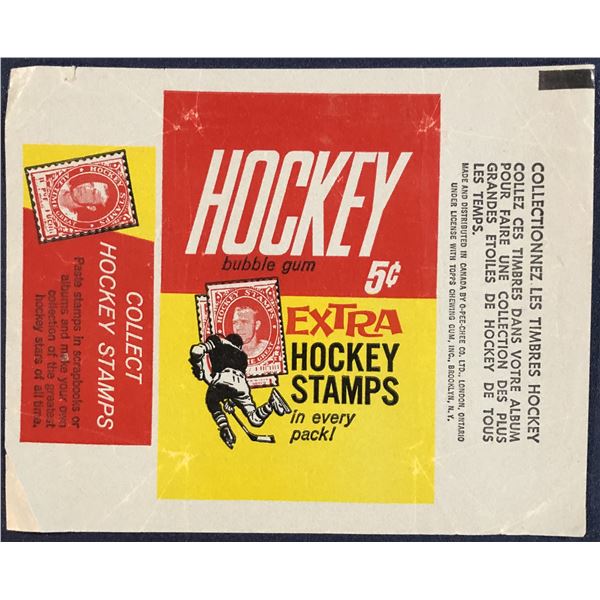 HOCKEY
bubble gum
5¢
EXTRA
HOCKEY
STAMPS
in every
pack!
HOCKEY STAMPS
HOCKEY STAMPS
COLLECT
HOCKEY STAMPS
Paste stamps in scrapbooks or
albums and make your own
collection of the greatest
hockey stars of all time.
COLLECTIONNEZ LES TIMBRES HOCKEY
COLLEZ CES TIMBRES DANS VOTRE ALBUM
POUR FAIRE UNE COLLECTION DES PLUS
GRANDES ETOILES DE HOCKEY DE TOUS
LES TEMPS.
MADE AND DISTRIBUTED IN CANADA BY O-PEE-CHEE CO. LTD., LONDON, ONTARIO
UNDER LICENSE WITH TOPPS CHEWING GUM, INC., BROOKLYN, N.Y.